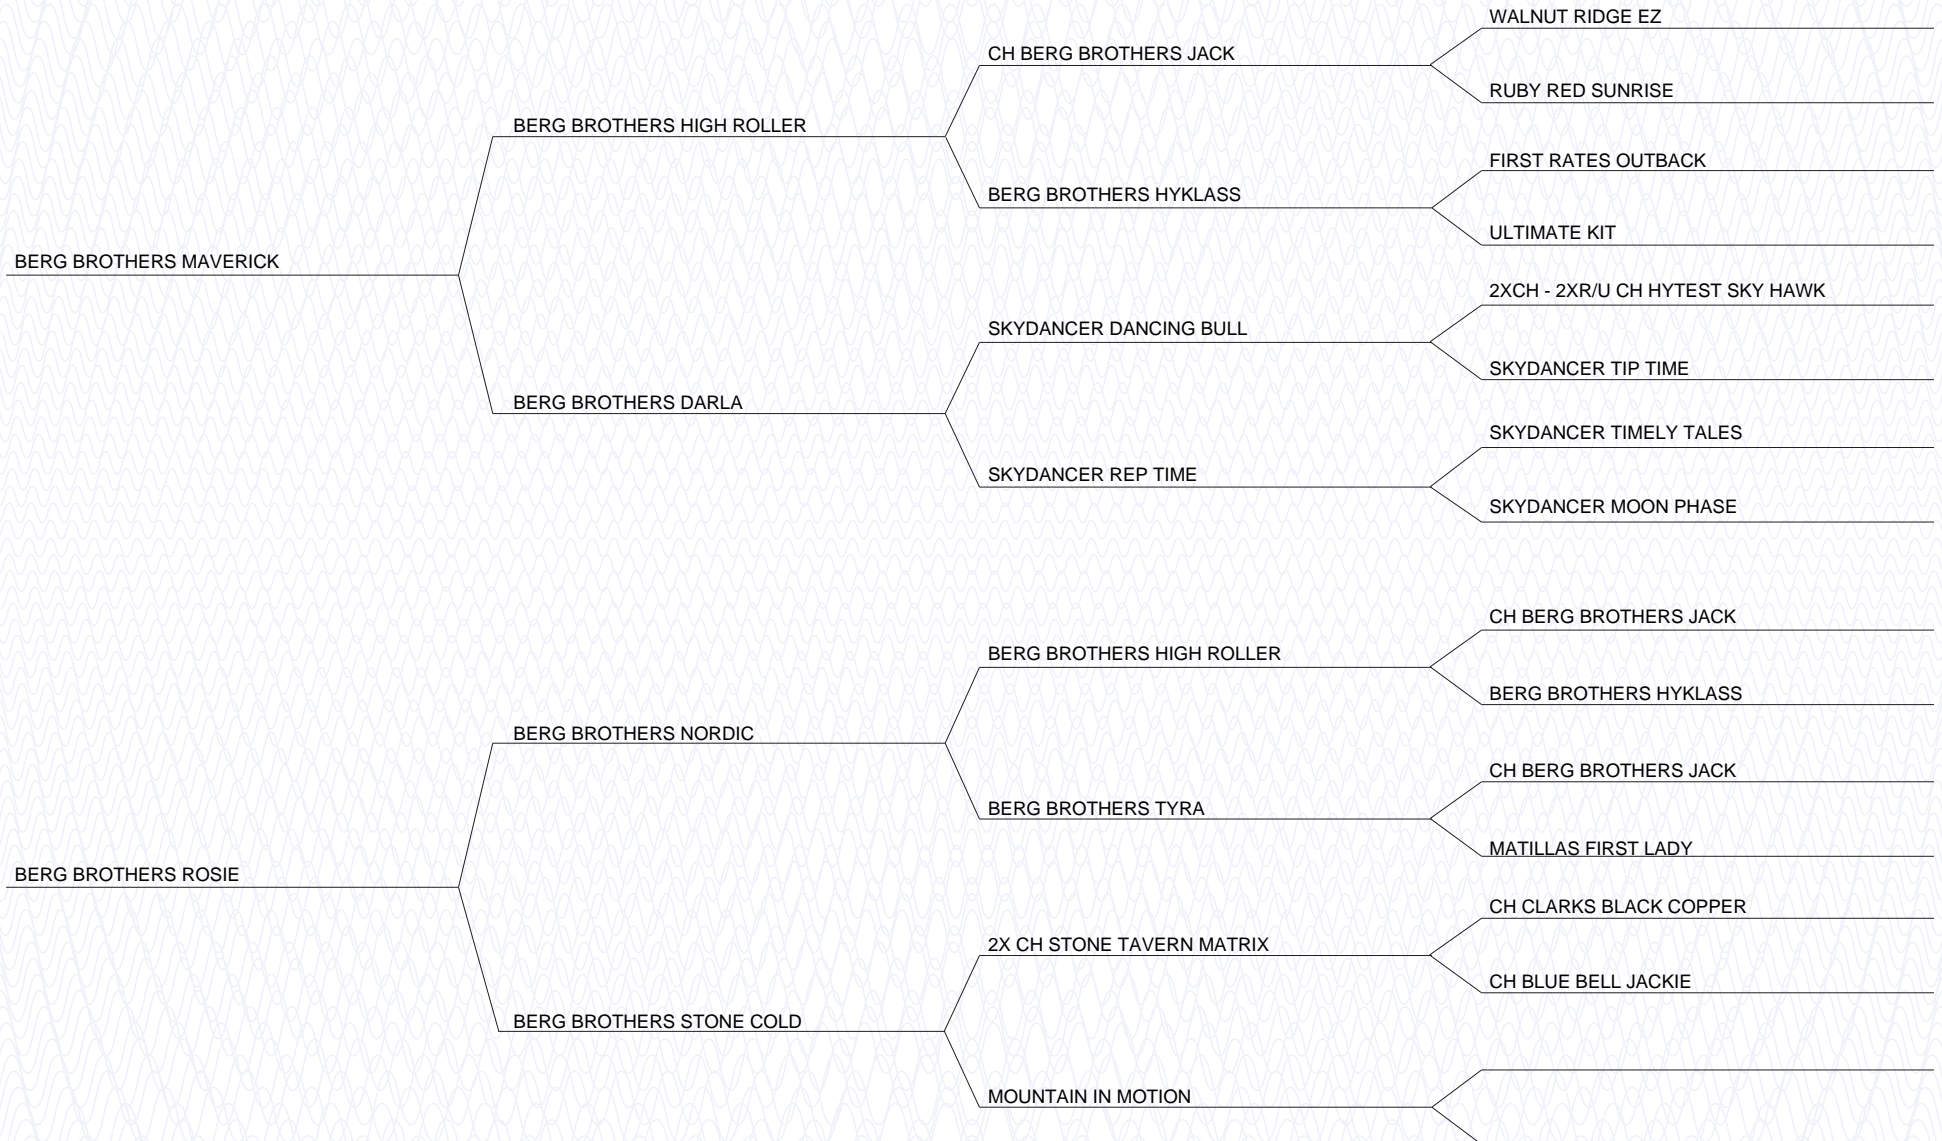 WALNUT RIDGE EZ
CH BERG BROTHERS JACK
RUBY RED SUNRISE
BERG BROTHERS HIGH ROLLER
FIRST RATES OUTBACK
BERG BROTHERS HYKLASS
ULTIMATE KIT
BERG BROTHERS MAVERICK
2XCH - 2XR/U CH HYTEST SKY HAWK
SKYDANCER DANCING BULL
SKYDANCER TIP TIME
BERG BROTHERS DARLA
SKYDANCER TIMELY TALES
SKYDANCER REP TIME
SKYDANCER MOON PHASE
CH BERG BROTHERS JACK
BERG BROTHERS HIGH ROLLER
BERG BROTHERS HYKLASS
BERG BROTHERS NORDIC
CH BERG BROTHERS JACK
BERG BROTHERS TYRA
MATILLAS FIRST LADY
BERG BROTHERS ROSIE
CH CLARKS BLACK COPPER
2X CH STONE TAVERN MATRIX
CH BLUE BELL JACKIE
BERG BROTHERS STONE COLD
MOUNTAIN IN MOTION